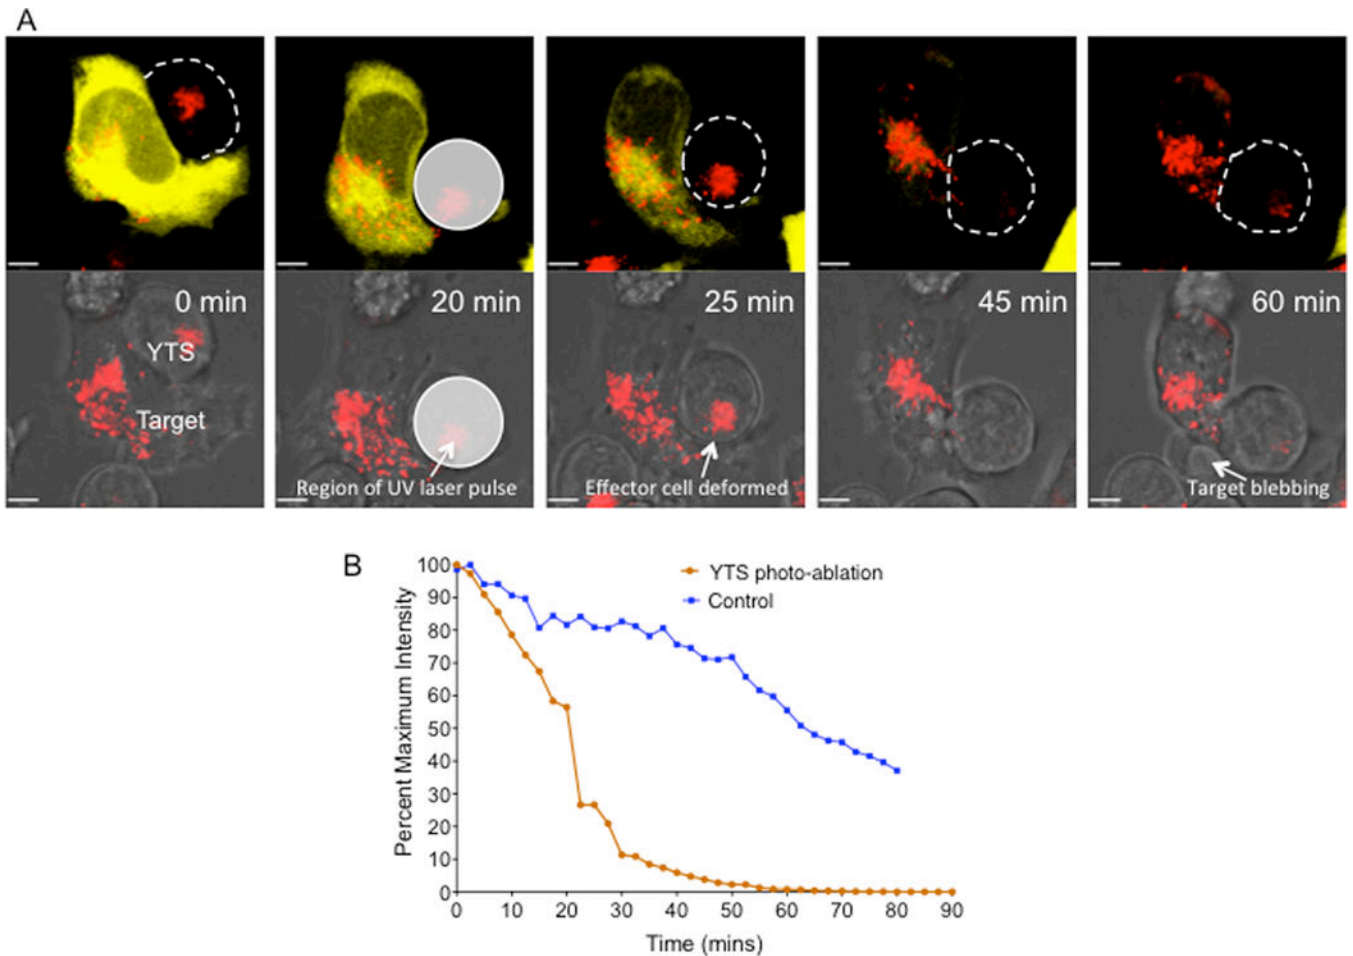 A
0 min
20 min
25 min
45 min
60 min
YTS
Target
Region of UV laser pulse
Effector cell deformed
Target blebbing
B
YTS photo-ablation
Control
Percent Maximum Intensity
100
90
80
70
60
50
40
30
20
10
0
0 10 20 30 40 50 60 70 80 90
Time (mins)